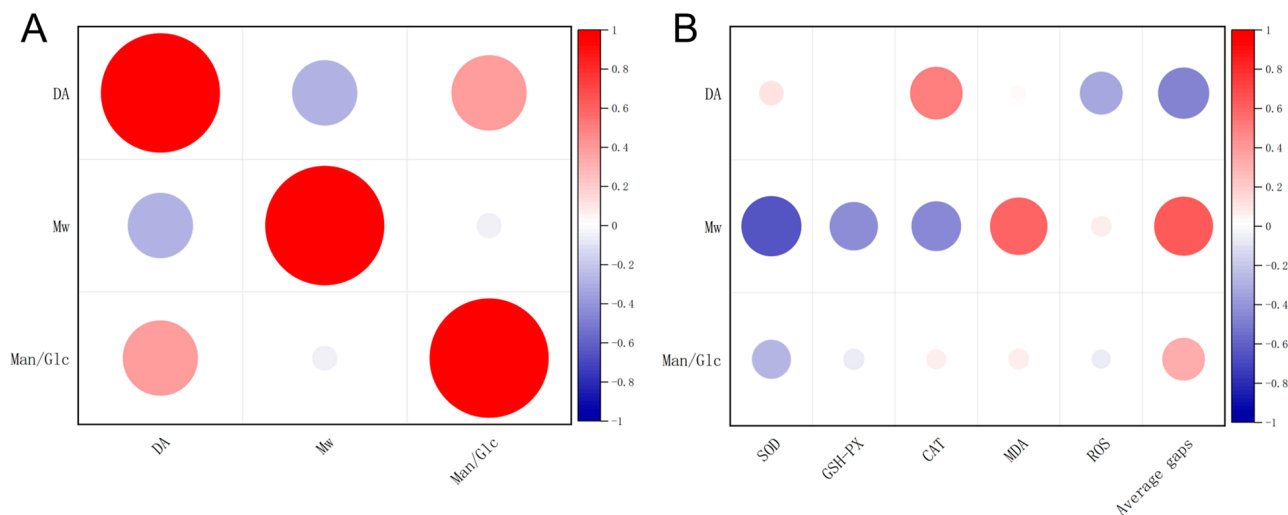 A
DA
Mw
Man/Glc
DA
Mw
Man/Glc
1
0.8
0.6
0.4
0.2
0
-0.2
-0.4
-0.6
-0.8
-1
B
DA
Mw
Man/Glc
SOD
GSH-PX
CAT
MDA
ROS
Average gaps
1
0.8
0.6
0.4
0.2
0
-0.2
-0.4
-0.6
-0.8
-1